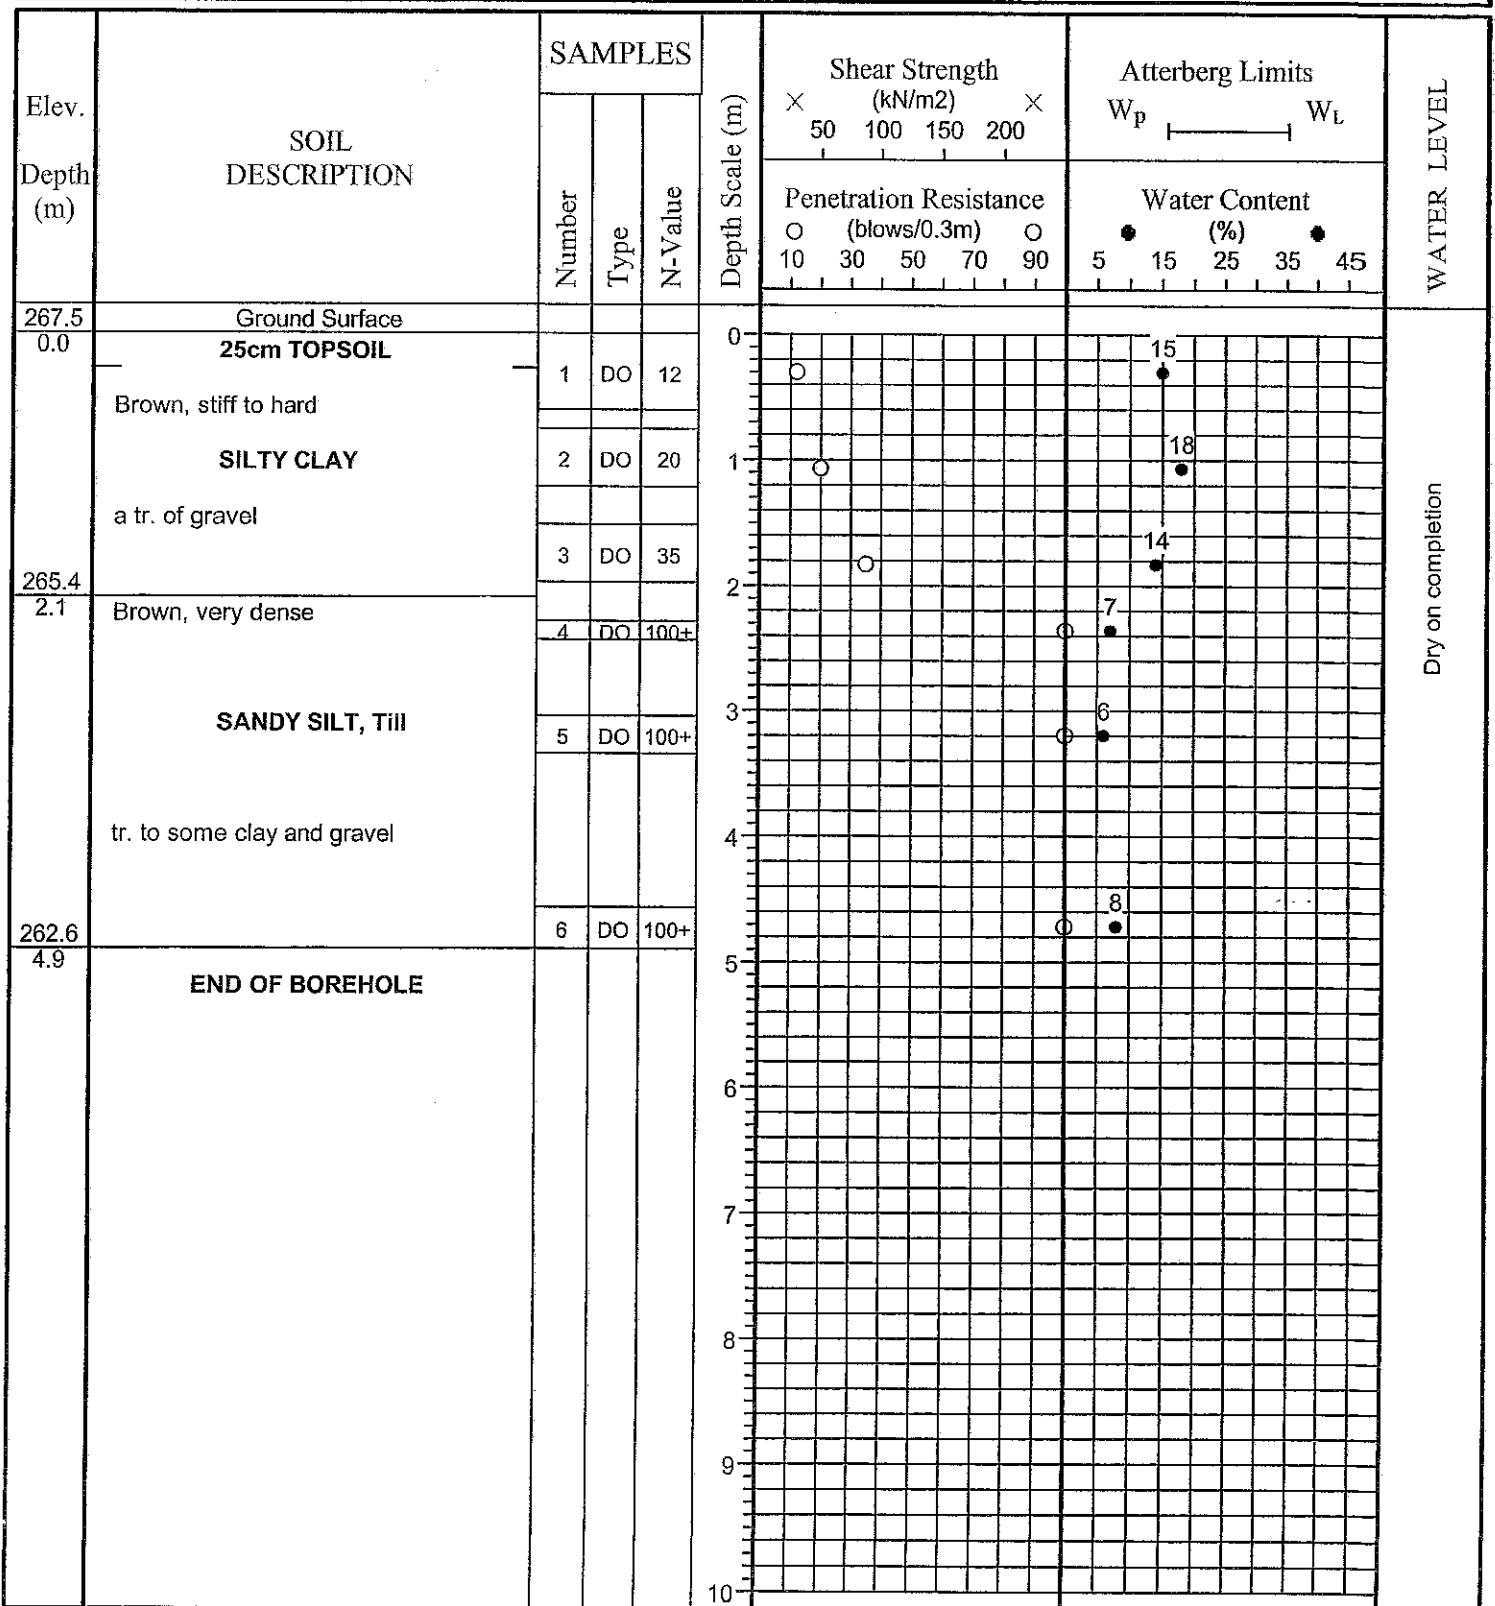 Elev.
Depth
(m)
SOIL
DESCRIPTION
SAMPLES
Number
Type
N-Value
Depth Scale (m)
Shear Strength
× (kN/m2) ×
50 100 150 200
Penetration Resistance
(blows/0.3m)
10 30 50 70 90
Atterberg Limits
Wp WL
Water Content
(%)
5 15 25 35 45
WATER LEVEL
267.5 Ground Surface
0.0 25cm TOPSOIL
1 DO 12
Brown, stiff to hard
SILTY CLAY
2 DO 20
a tr. of gravel
3 DO 35
265.4
2.1 Brown, very dense
4 DO 100+
SANDY SILT, Till
5 DO 100+
tr. to some clay and gravel
6 DO 100+
262.6
4.9
END OF BOREHOLE
0
1
2
3
4
5
6
7
8
9
10
15
18
14
7
6
8
Dry on completion